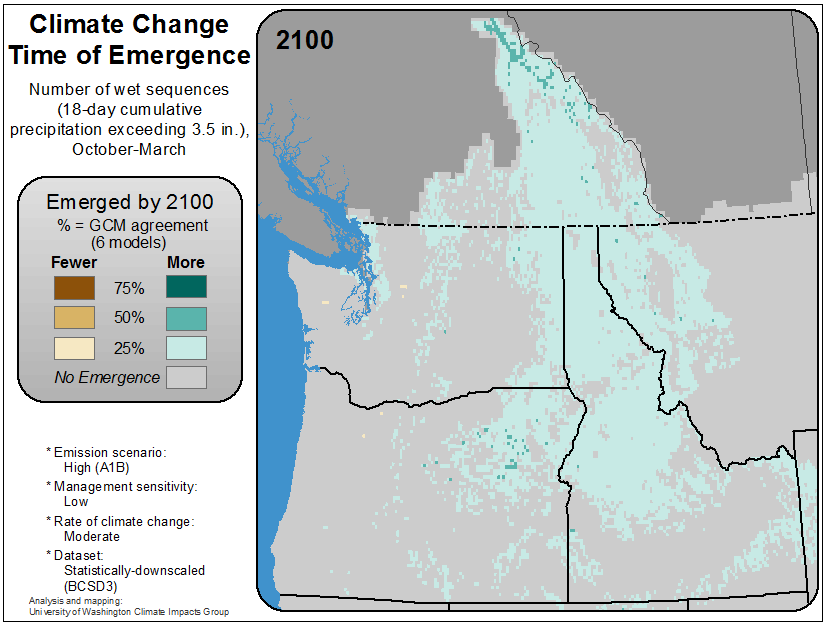 Climate Change
Time of Emergence
Number of wet sequences
(18-day cumulative
precipitation exceeding 3.5 in.),
October-March
2100
Emerged by 2100
% = GCM agreement
(6 models)
Fewer More
75%
50%
25%
No Emergence
* Emission scenario:
High (A1B)
* Management sensitivity:
Low
* Rate of climate change:
Moderate
* Dataset:
Statistically-downscaled
(BCSD3)
Analysis and mapping:
University of Washington Climate Impacts Group